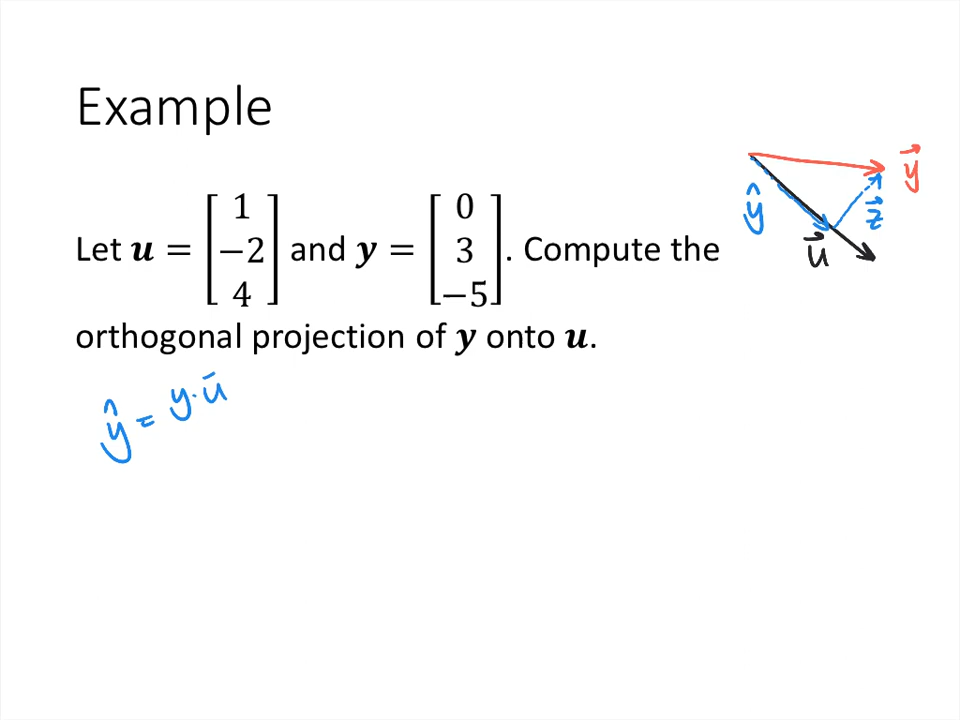 Example
Let u = [1 −2 4] and y = [0 3 −5]. Compute the
orthogonal projection of y onto u.
ŷ = y·ū
y⃗
ŷ
z⃗
u⃗